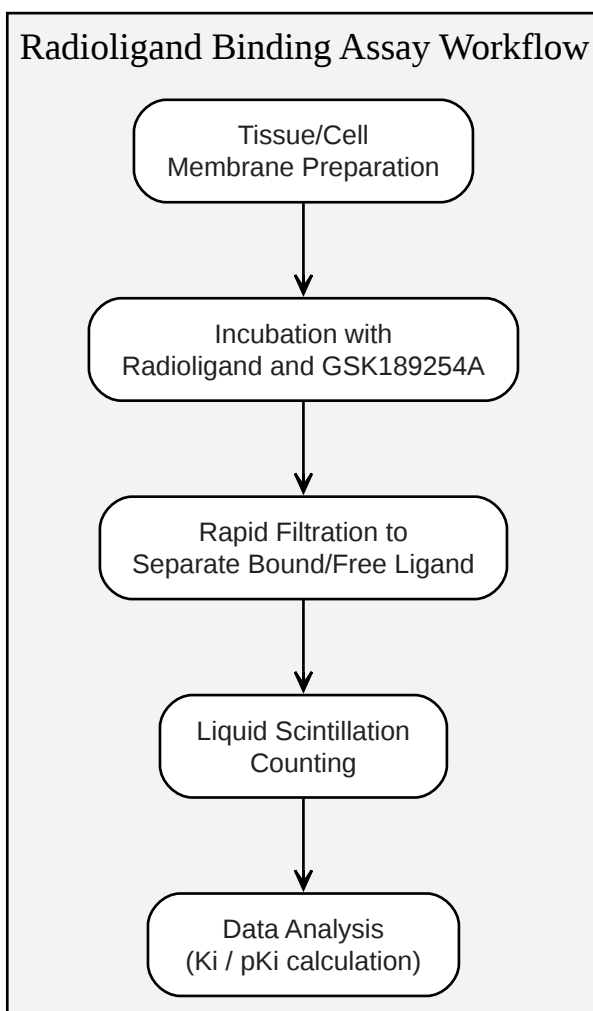 Radioligand Binding Assay Workflow
Tissue/Cell
Membrane Preparation
Incubation with
Radioligand and GSK189254A
Rapid Filtration to
Separate Bound/Free Ligand
Liquid Scintillation
Counting
Data Analysis
(Ki / pKi calculation)